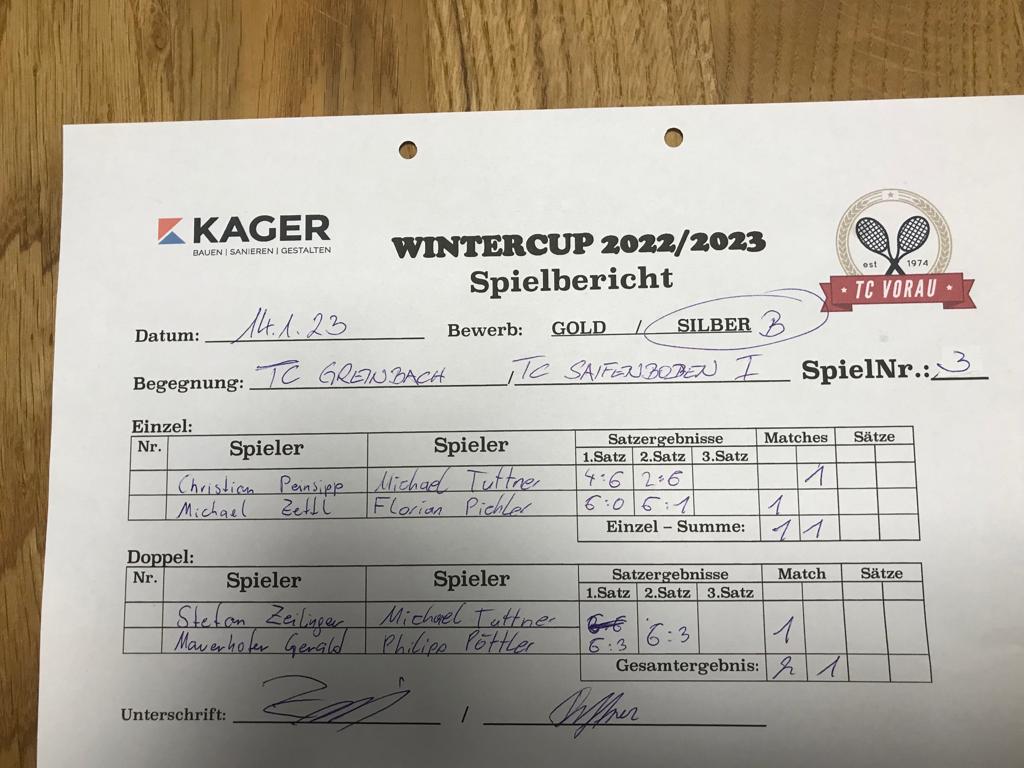 KAGER
BAUEN | SANIEREN | GESTALTEN
WINTERCUP 2022/2023
Spielbericht
est 1974
TC VORAU
Datum: 14.1.23 Bewerb: GOLD / SILBER B
Begegnung: TC GREINBACH / TC SAIFENBODEN I SpielNr.: 3
Einzel:
Nr. Spieler Spieler Satzergebnisse Matches Sätze
1.Satz 2.Satz 3.Satz
Christian Pensipp Michael Tuttner 4:6 2:6 1
Michael Zettl Florian Pichler 6:0 6:1 1
Einzel – Summe: 1 1
Doppel:
Nr. Spieler Spieler Satzergebnisse Match Sätze
1.Satz 2.Satz 3.Satz
Stefan Zeilinger Michael Tuttner 6:3 1
Mauerhofer Gerald Philipp Pöttler 6:3
Gesamtergebnis: 2 1
Unterschrift: /